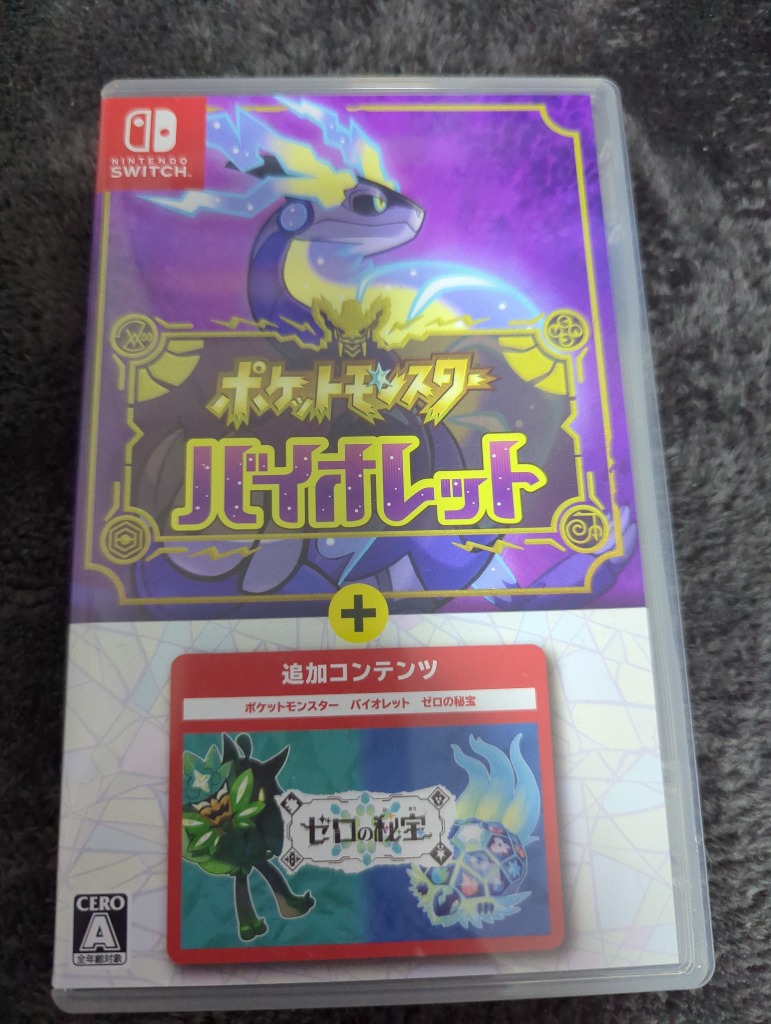 NINTENDO
SWITCH
ポケットモンスター
バイオレット
+
追加コンテンツ
ポケットモンスター バイオレット ゼロの秘宝
ゼロの秘宝
CERO
A
全年齢対象